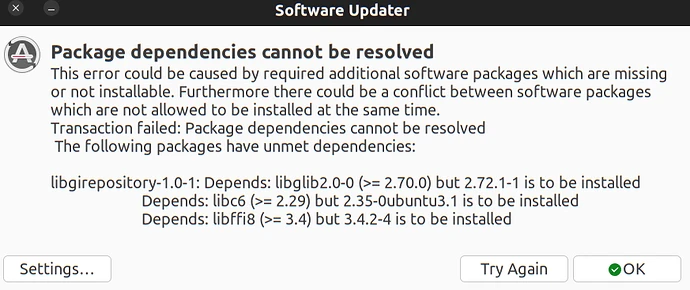 Software Updater
Package dependencies cannot be resolved
This error could be caused by required additional software packages which are missing
or not installable. Furthermore there could be a conflict between software packages
which are not allowed to be installed at the same time.
Transaction failed: Package dependencies cannot be resolved
The following packages have unmet dependencies:
libgirepository-1.0-1: Depends: libglib2.0-0 (>= 2.70.0) but 2.72.1-1 is to be installed
Depends: libc6 (>= 2.29) but 2.35-0ubuntu3.1 is to be installed
Depends: libffi8 (>= 3.4) but 3.4.2-4 is to be installed
Settings...
Try Again
OK